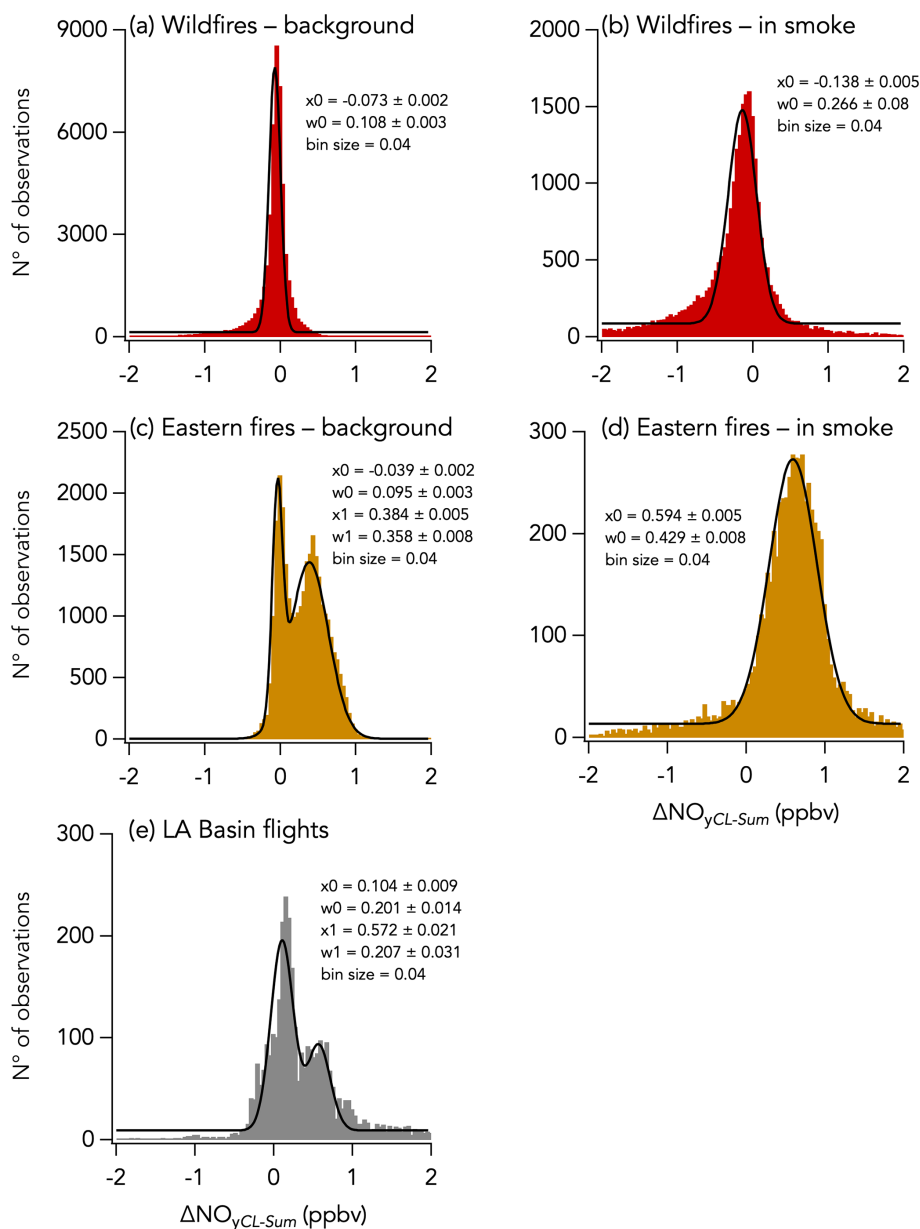 (a) Wildfires – background
9000
6000
3000
0
N° of observations
x0 = -0.073 ± 0.002
w0 = 0.108 ± 0.003
bin size = 0.04
-2 -1 0 1 2
(b) Wildfires – in smoke
2000
1500
1000
500
0
x0 = -0.138 ± 0.005
w0 = 0.266 ± 0.08
bin size = 0.04
-2 -1 0 1 2
(c) Eastern fires – background
2500
2000
1500
1000
500
0
N° of observations
x0 = -0.039 ± 0.002
w0 = 0.095 ± 0.003
x1 = 0.384 ± 0.005
w1 = 0.358 ± 0.008
bin size = 0.04
-2 -1 0 1 2
(d) Eastern fires – in smoke
300
200
100
0
x0 = 0.594 ± 0.005
w0 = 0.429 ± 0.008
bin size = 0.04
-2 -1 0 1 2
ΔNOyCL-Sum (ppbv)
(e) LA Basin flights
300
200
100
0
N° of observations
x0 = 0.104 ± 0.009
w0 = 0.201 ± 0.014
x1 = 0.572 ± 0.021
w1 = 0.207 ± 0.031
bin size = 0.04
-2 -1 0 1 2
ΔNOyCL-Sum (ppbv)